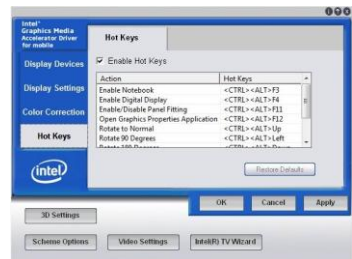 Intel®
Graphics Media
Accelerator Driver
for mobile
Hot Keys
Display Devices
Display Settings
Color Correction
Hot Keys
Enable Hot Keys
Action Hot Keys
Enable Notebook <CTRL><ALT>F3
Enable Digital Display <CTRL><ALT>F4
Enable/Disable Panel Fitting <CTRL><ALT>F11
Open Graphics Properties Application <CTRL><ALT>F12
Rotate to Normal <CTRL><ALT>Up
Rotate 90 Degrees <CTRL><ALT>Left
Restore Defaults
intel
OK Cancel Apply
3D Settings
Scheme Options Video Settings Intel(R) TV Wizard